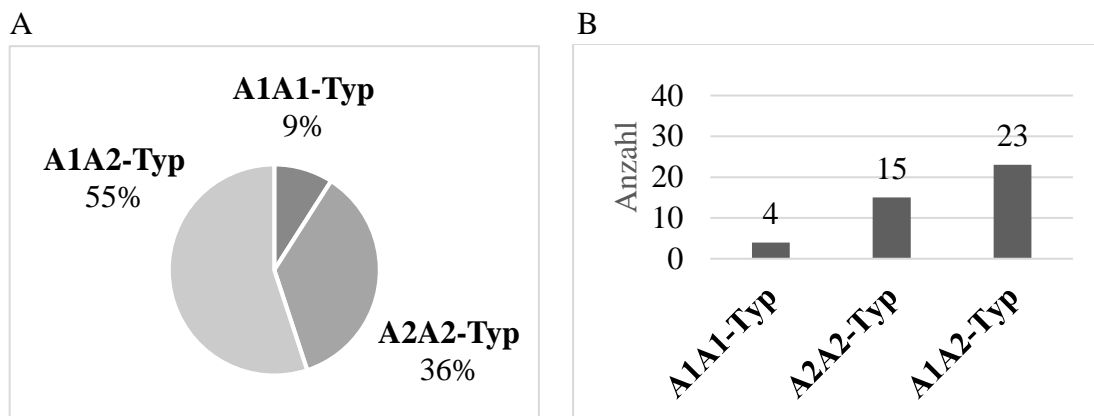 A
A1A1-Typ
9%
A1A2-Typ
55%
A2A2-Typ
36%
B
Anzahl
40
30
20
10
0
4
15
23
A1A1-Typ
A2A2-Typ
A1A2-Typ